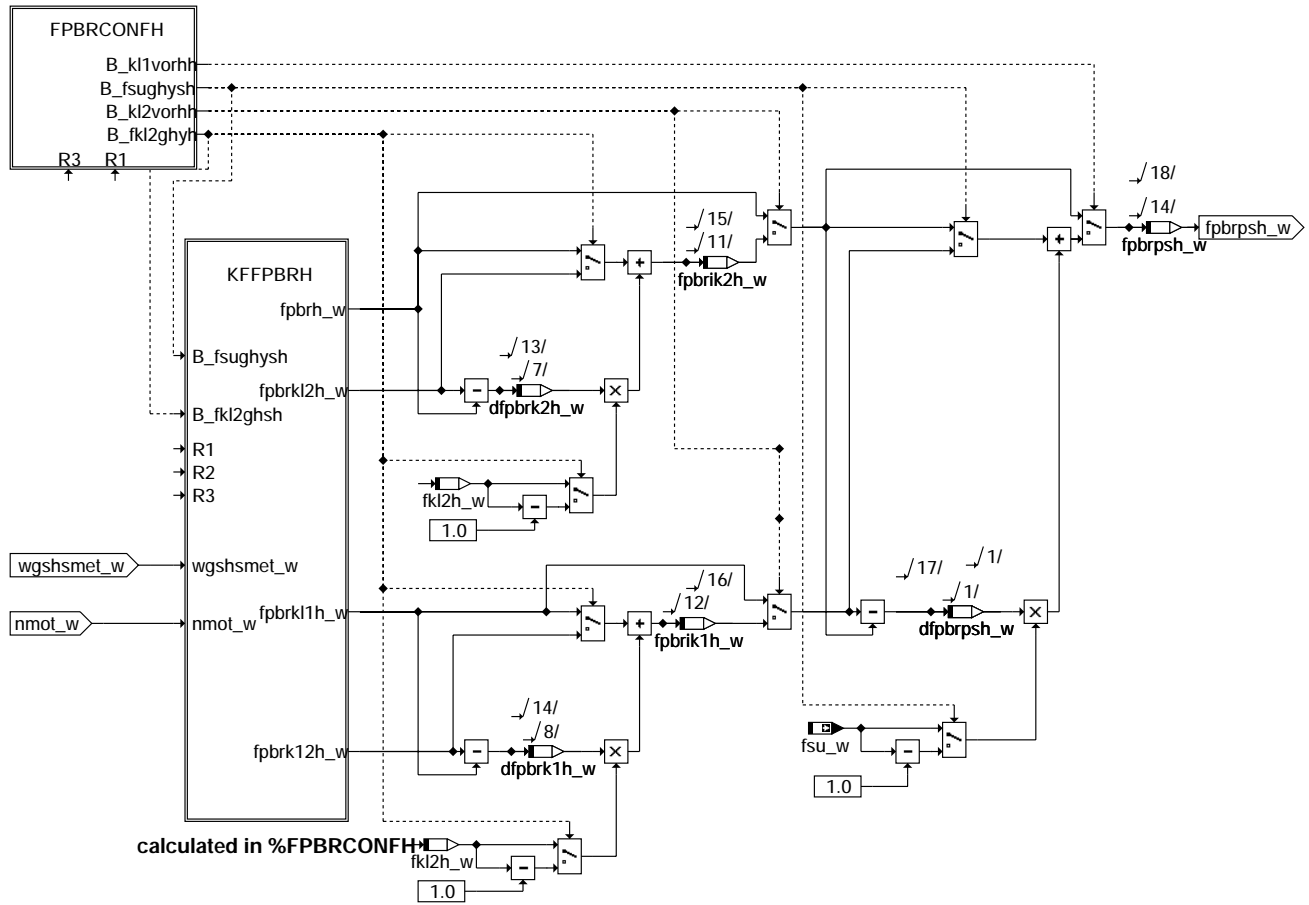 FPBRCONFH
B_kl1vorhh
B_fsughysh
B_kl2vorhh
B_fkl2ghyh
R3
R1
18/
14/
fpbrpsh_w
fpbrpsh_w
15/
11/
fpbrik2h_w
KFFPBRH
fpbrh_w
B_fsughysh
13/
7/
fpbrkl2h_w
dfpbrk2h_w
B_fkl2ghsh
R1
R2
R3
fkl2h_w
1.0
wgshsmet_w
wgshsmet_w
nmot_w
nmot_w
fpbrkl1h_w
16/
12/
fpbrik1h_w
17/
1/
1/
dfpbrpsh_w
14/
8/
fpbrk12h_w
dfpbrk1h_w
fsu_w
1.0
calculated in %FPBRCONFH
fkl2h_w
1.0